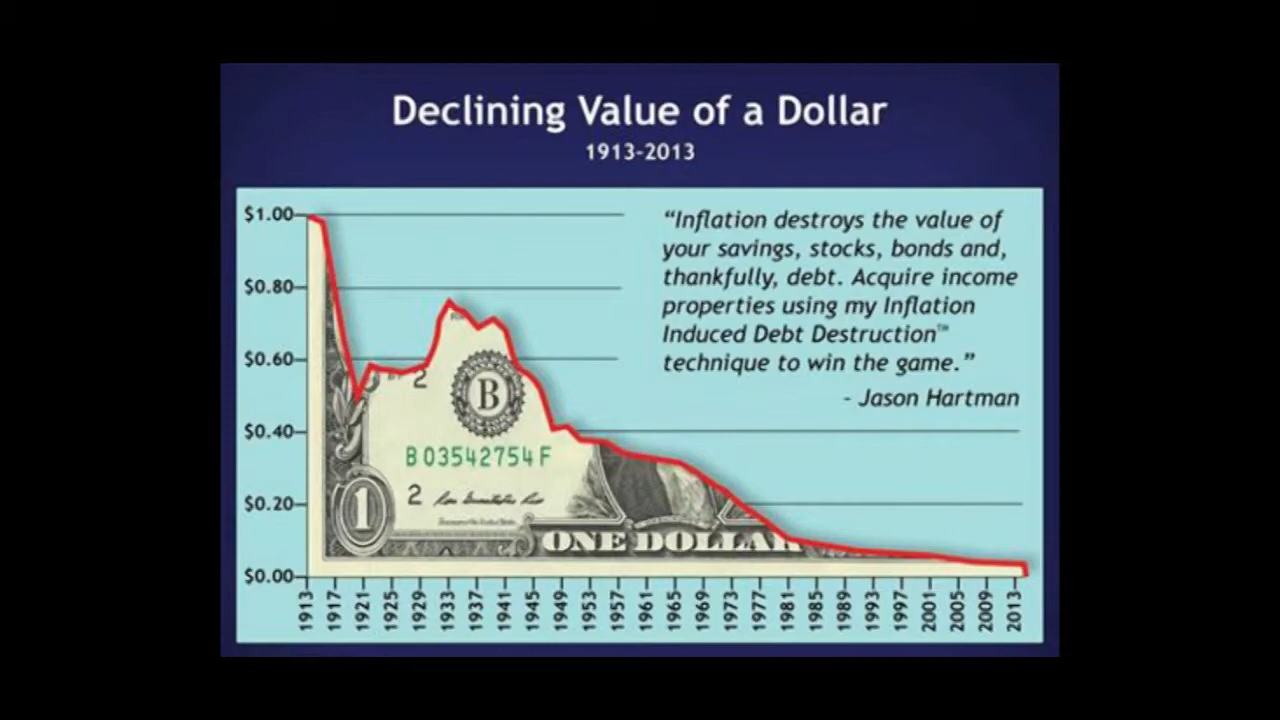 Declining Value of a Dollar
1913-2013
$1.00
$0.80
$0.60
$0.40
$0.20
$0.00
“Inflation destroys the value of
your savings, stocks, bonds and,
thankfully, debt. Acquire income
properties using my Inflation
Induced Debt Destruction™
technique to win the game.”
- Jason Hartman
2
B
B 03542754 F
2
1
ONE DOLLAR
1913 1917 1921 1925 1929 1933 1937 1941 1945 1949 1953 1957 1961 1965 1969 1973 1977 1981 1985 1989 1993 1997 2001 2005 2009 2013